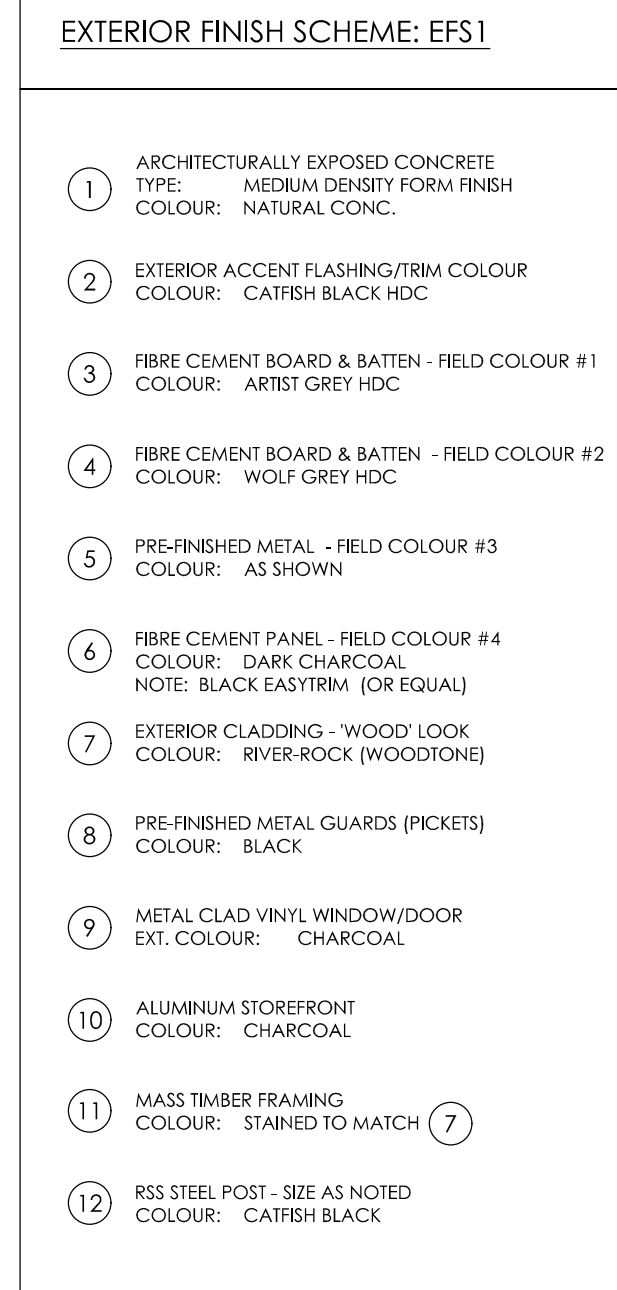 EXTERIOR FINISH SCHEME: EFS1
1 ARCHITECTURALLY EXPOSED CONCRETE
TYPE: MEDIUM DENSITY FORM FINISH
COLOUR: NATURAL CONC.
2 EXTERIOR ACCENT FLASHING/TRIM COLOUR
COLOUR: CATFISH BLACK HDC
3 FIBRE CEMENT BOARD & BATTEN - FIELD COLOUR #1
COLOUR: ARTIST GREY HDC
4 FIBRE CEMENT BOARD & BATTEN - FIELD COLOUR #2
COLOUR: WOLF GREY HDC
5 PRE-FINISHED METAL - FIELD COLOUR #3
COLOUR: AS SHOWN
6 FIBRE CEMENT PANEL - FIELD COLOUR #4
COLOUR: DARK CHARCOAL
NOTE: BLACK EASYTRIM (OR EQUAL)
7 EXTERIOR CLADDING - 'WOOD' LOOK
COLOUR: RIVER-ROCK (WOODTONE)
8 PRE-FINISHED METAL GUARDS (PICKETS)
COLOUR: BLACK
9 METAL CLAD VINYL WINDOW/DOOR
EXT. COLOUR: CHARCOAL
10 ALUMINUM STOREFRONT
COLOUR: CHARCOAL
11 MASS TIMBER FRAMING
COLOUR: STAINED TO MATCH 7
12 RSS STEEL POST - SIZE AS NOTED
COLOUR: CATFISH BLACK